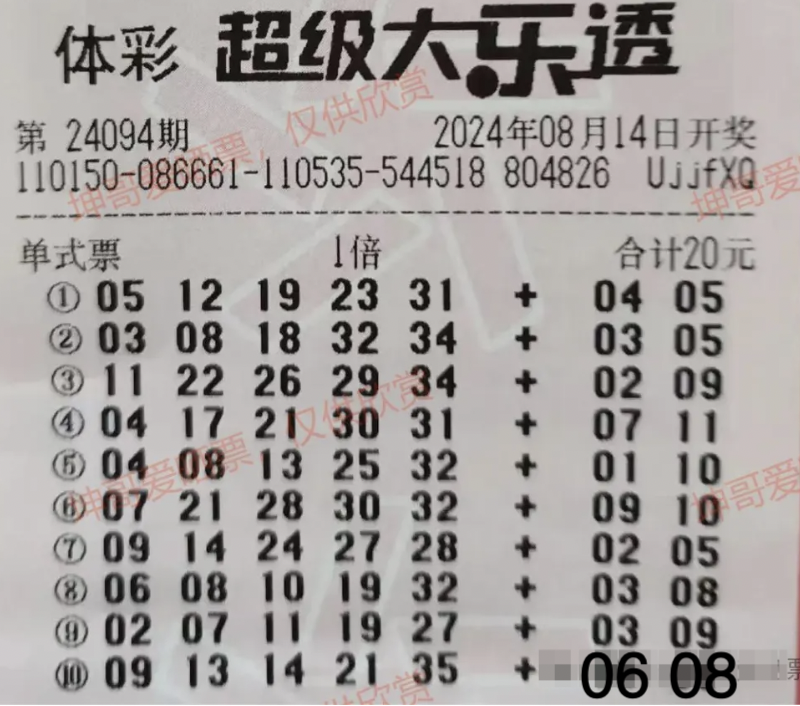 体彩 超级大乐透
第 24094期 2024年08月14日开奖
110150-086661-110535-544518 804826 UjjfXQ
单式票 1倍 合计20元
① 05 12 19 23 31 + 04 05
② 03 08 18 32 34 + 03 05
③ 11 22 26 29 34 + 02 09
④ 04 17 21 30 31 + 07 11
⑤ 04 08 13 25 32 + 01 10
⑥ 07 21 28 30 32 + 09 10
⑦ 09 14 24 27 28 + 02 05
⑧ 06 08 10 19 32 + 03 08
⑨ 02 07 11 19 27 + 03 09
⑩ 09 13 14 21 35 + 06 08
票
坤哥爱晒票，仅供欣赏
坤哥爱
坤哥爱晒票，仅供欣赏
坤哥爱
仅供欣赏